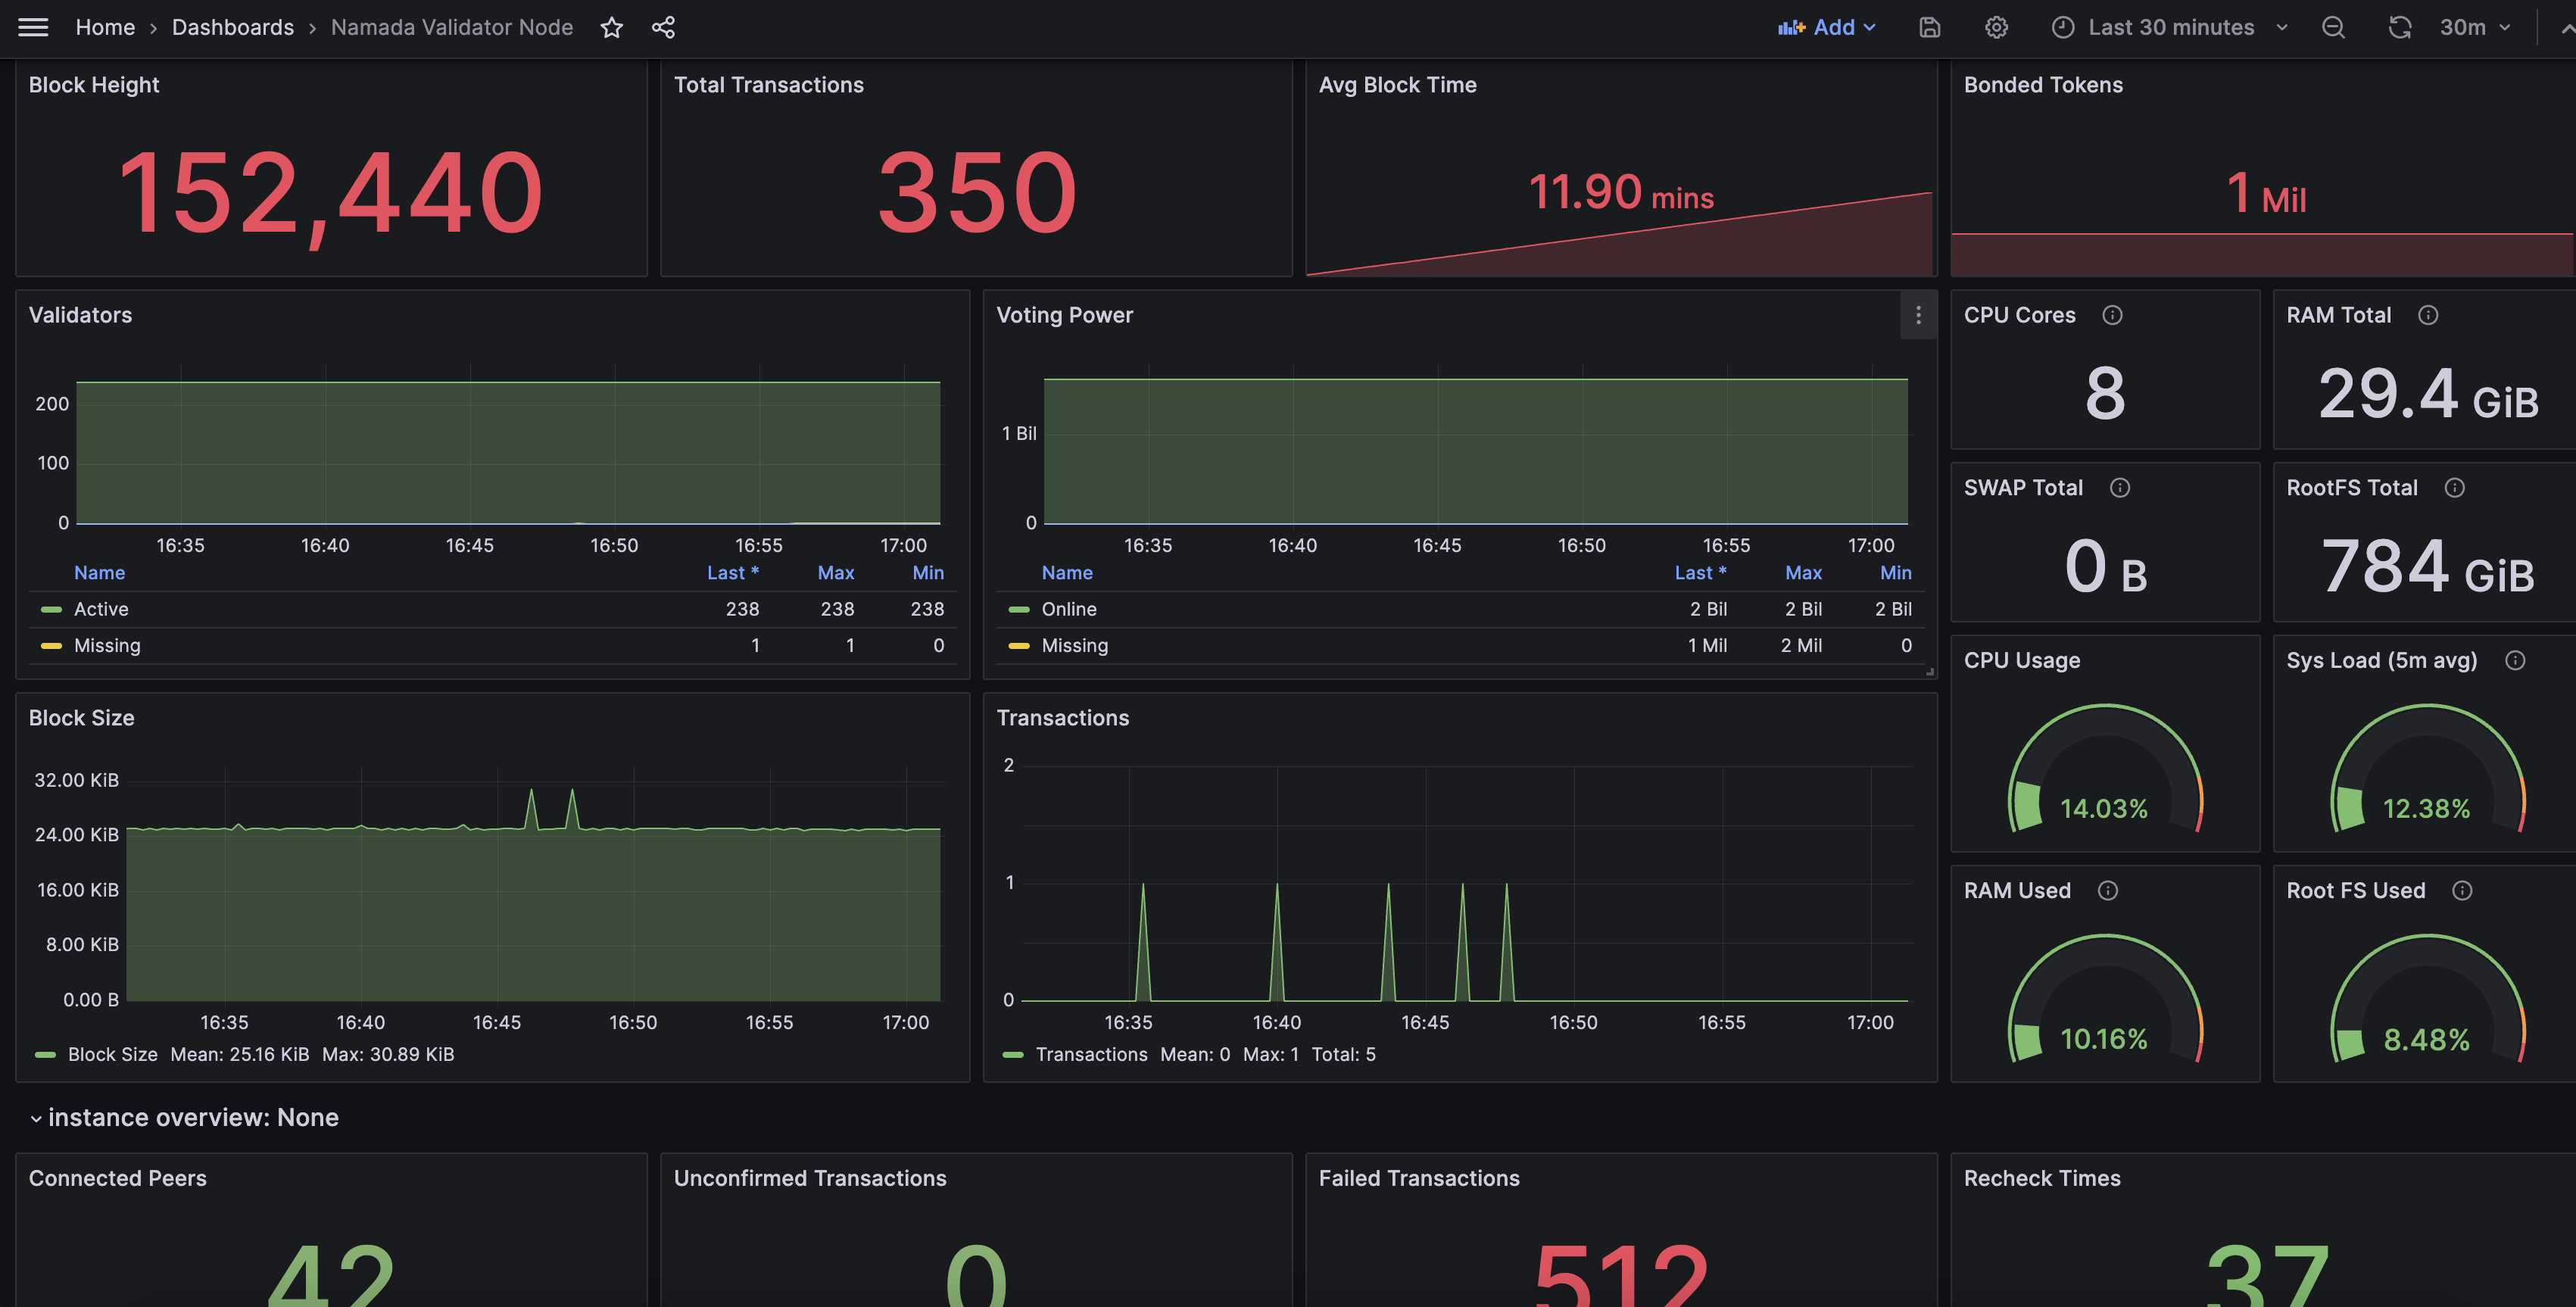 Home › Dashboards › Namada Validator Node
Add
Last 30 minutes
30m
Block Height
152,440
Total Transactions
350
Avg Block Time
11.90 mins
Bonded Tokens
1 Mil
Validators
200
100
0
16:35 16:40 16:45 16:50 16:55 17:00
Name Last * Max Min
Active 238 238 238
Missing 1 1 0
Voting Power
1 Bil
0
16:35 16:40 16:45 16:50 16:55 17:00
Name Last * Max Min
Online 2 Bil 2 Bil 2 Bil
Missing 1 Mil 2 Mil 0
CPU Cores
8
RAM Total
29.4 GiB
SWAP Total
0 B
RootFS Total
784 GiB
CPU Usage
14.03%
Sys Load (5m avg)
12.38%
Block Size
32.00 KiB
24.00 KiB
16.00 KiB
8.00 KiB
0.00 B
16:35 16:40 16:45 16:50 16:55 17:00
Block Size Mean: 25.16 KiB Max: 30.89 KiB
Transactions
2
1
0
16:35 16:40 16:45 16:50 16:55 17:00
Transactions Mean: 0 Max: 1 Total: 5
RAM Used
10.16%
Root FS Used
8.48%
instance overview: None
Connected Peers
42
Unconfirmed Transactions
0
Failed Transactions
512
Recheck Times
37